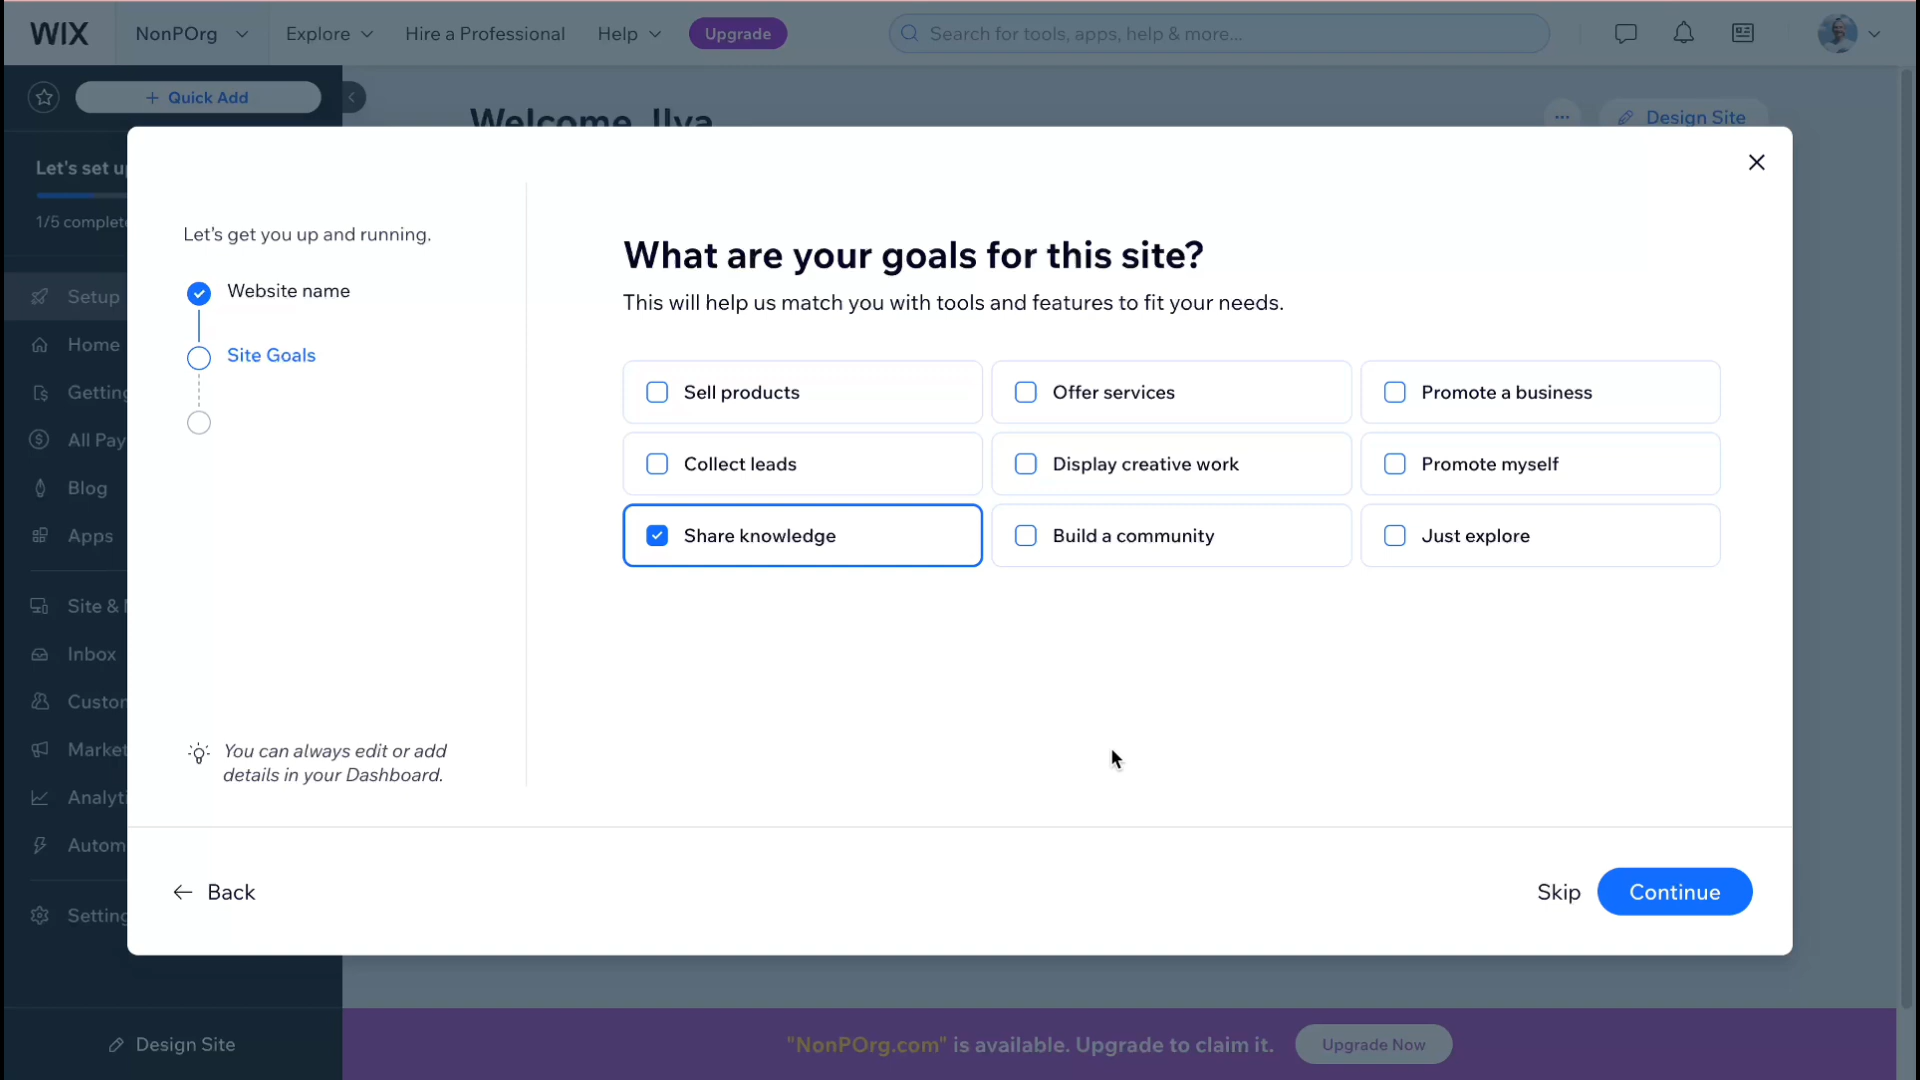 WIX
NonPOrg
Explore
Hire a Professional
Help
Upgrade
Search for tools, apps, help & more...
Quick Add
Welcome, Ilya
Design Site
Let's set up
1/5 complete
Setup
Home
Getting
All Pay
Blog
Apps
Site &
Inbox
Custom
Market
Analyti
Autom
Setting
Design Site
Let's get you up and running.
Website name
Site Goals
You can always edit or add
details in your Dashboard.
What are your goals for this site?
This will help us match you with tools and features to fit your needs.
Sell products
Offer services
Promote a business
Collect leads
Display creative work
Promote myself
Share knowledge
Build a community
Just explore
Back
Skip
Continue
"NonPOrg.com" is available. Upgrade to claim it.
Upgrade Now